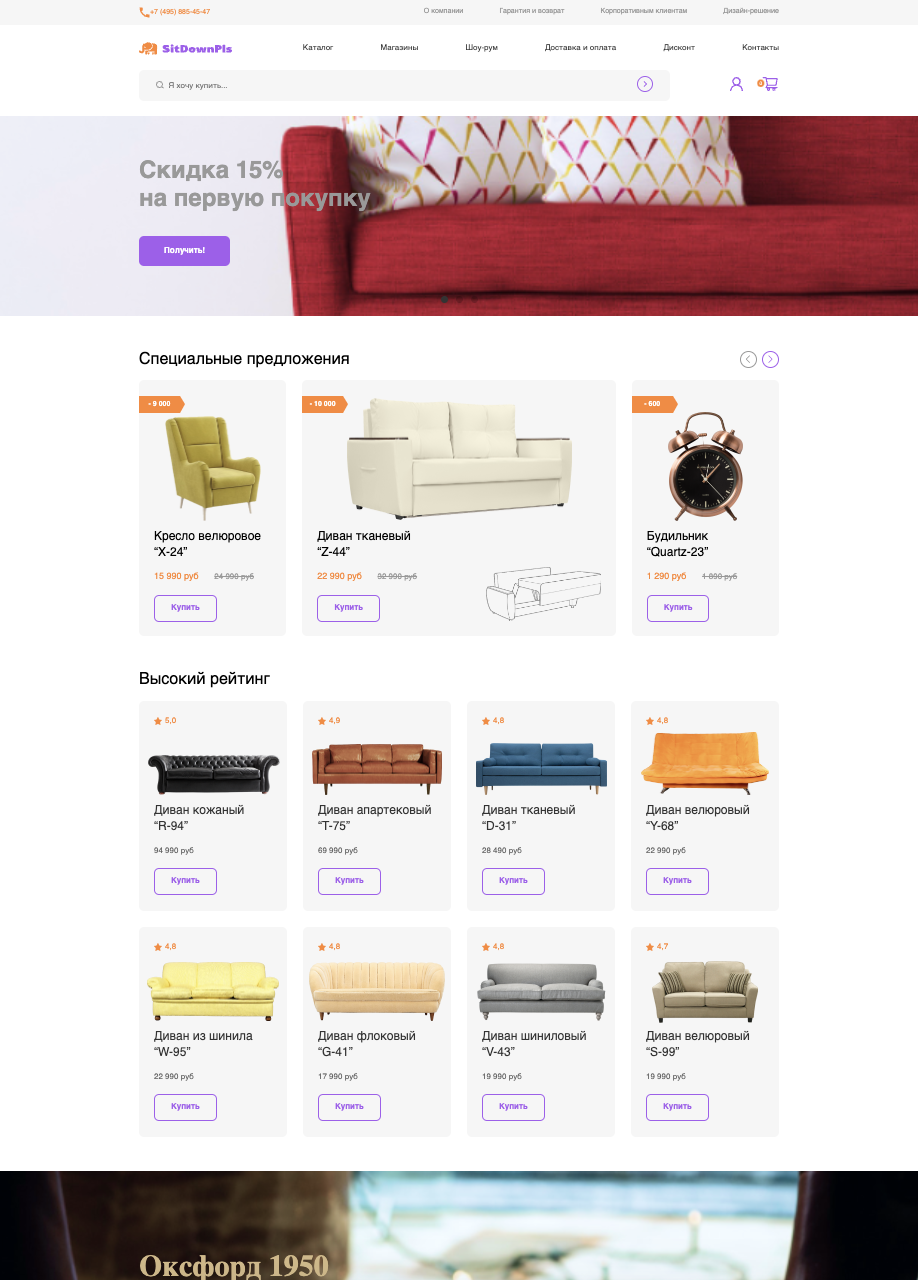 +7 (495) 885-45-47
О компании
Гарантия и возврат
Корпоративным клиентам
Дизайн-решение
SitDownPls
Каталог
Магазины
Шоу-рум
Доставка и оплата
Дисконт
Контакты
Я хочу купить...
0
Скидка 15%
на первую покупку
Получить!
Специальные предложения
- 9 000
- 10 000
- 600
Кресло велюровое
“X-24”
15 990 руб 24 990 руб
Купить
Диван тканевый
“Z-44”
22 990 руб 32 990 руб
Купить
Будильник
“Quartz-23”
1 290 руб 1 890 руб
Купить
Высокий рейтинг
5,0
Диван кожаный
“R-94”
94 990 руб
Купить
4,9
Диван апартековый
“T-75”
69 990 руб
Купить
4,8
Диван тканевый
“D-31”
28 490 руб
Купить
4,8
Диван велюровый
“Y-68”
22 990 руб
Купить
4,8
Диван из шинила
“W-95”
22 990 руб
Купить
4,8
Диван флоковый
“G-41”
17 990 руб
Купить
4,8
Диван шиниловый
“V-43”
19 990 руб
Купить
4,7
Диван велюровый
“S-99”
19 990 руб
Купить
Оксфорд 1950